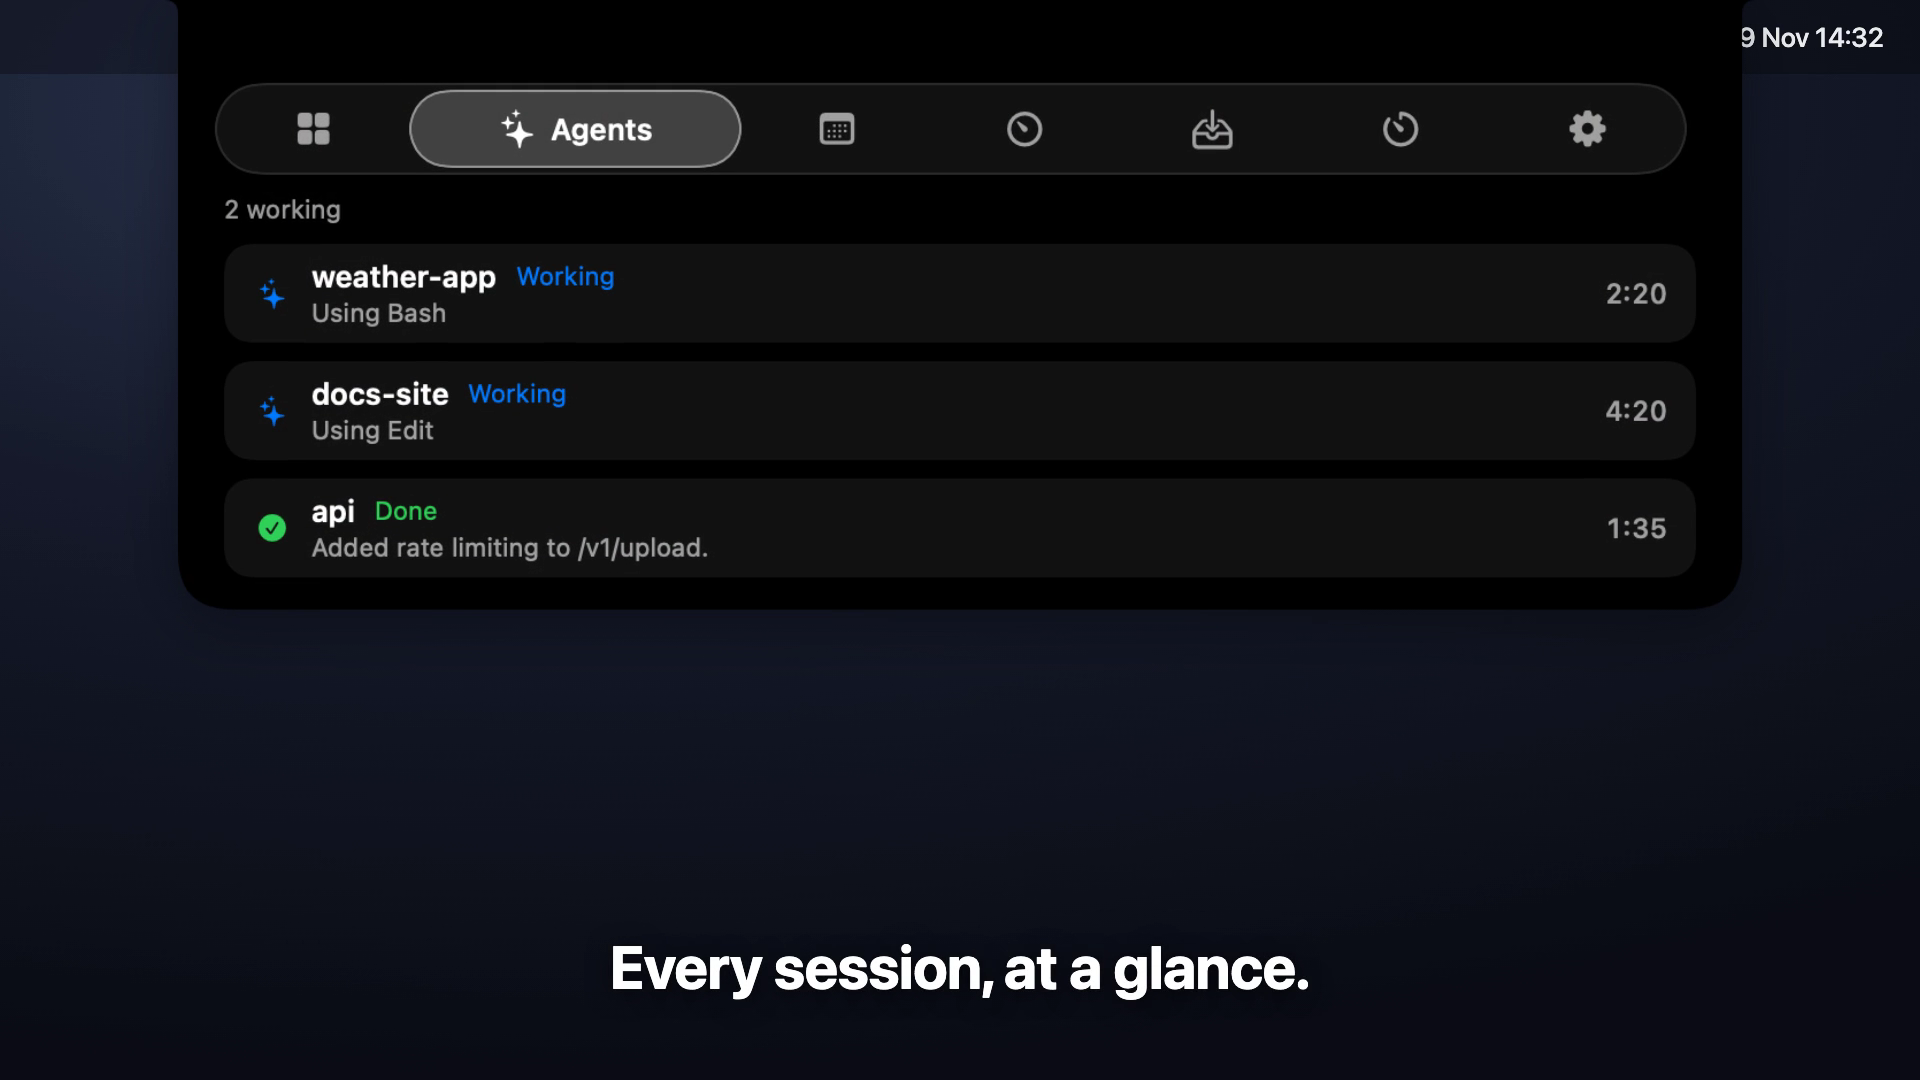 9 Nov 14:32
Agents
2 working
weather-app Working
Using Bash
2:20
docs-site Working
Using Edit
4:20
api Done
Added rate limiting to /v1/upload.
1:35
Every session, at a glance.